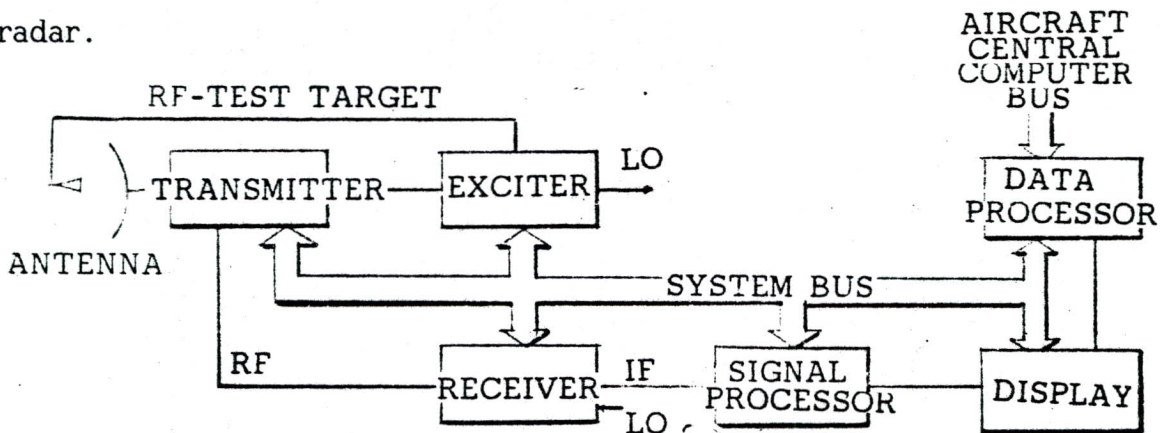 radar.
AIRCRAFT
CENTRAL
COMPUTER
BUS
RF-TEST TARGET
LO
TRANSMITTER
EXCITER
DATA
PROCESSOR
ANTENNA
SYSTEM BUS
RF
RECEIVER
IF
LO
SIGNAL
PROCESSOR
DISPLAY